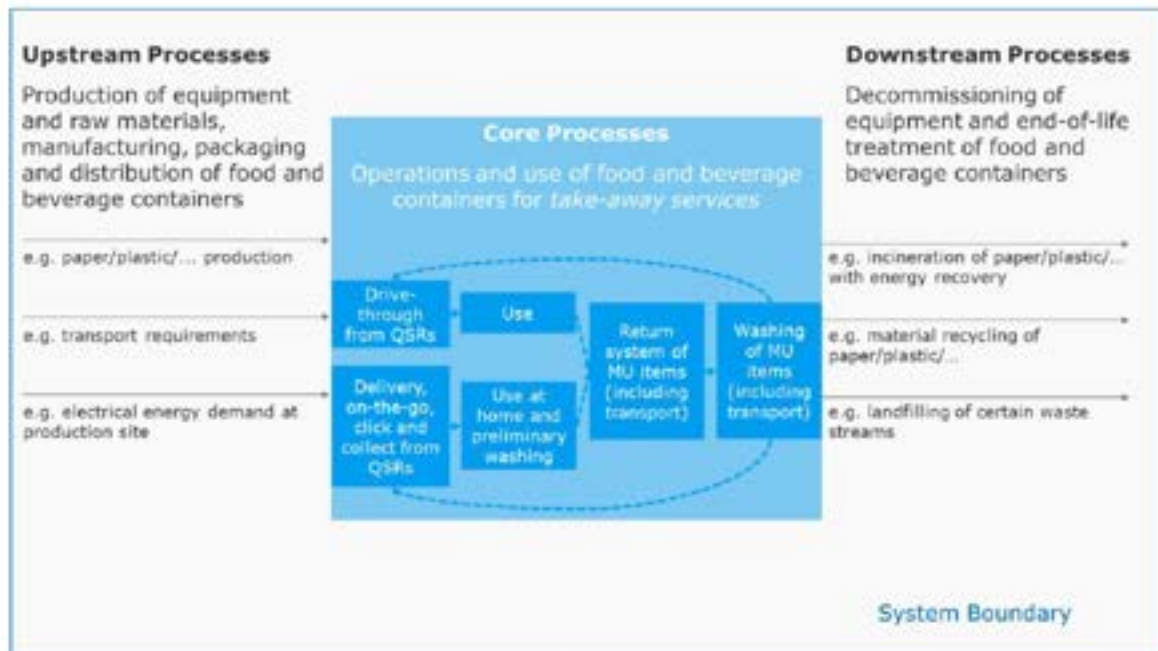 Upstream Processes
Production of equipment
and raw materials,
manufacturing, packaging
and distribution of food and
beverage containers
e.g. paper/plastic/... production
e.g. transport requirements
e.g. electrical energy demand at
production site
Core Processes
Operations and use of food and beverage
containers for take-away services
Drive-
through
from QSRs
Use
Delivery,
on-the-go,
click and
collect from
QSRs
Use at
home and
preliminary
washing
Return
system of
MU items
(including
transport)
Washing
of MU
items
(including
transport)
Downstream Processes
Decommissioning of
equipment and end-of-life
treatment of food and
beverage containers
e.g. incineration of paper/plastic/...
with energy recovery
e.g. material recycling of
paper/plastic/...
e.g. landfilling of certain waste
streams
System Boundary